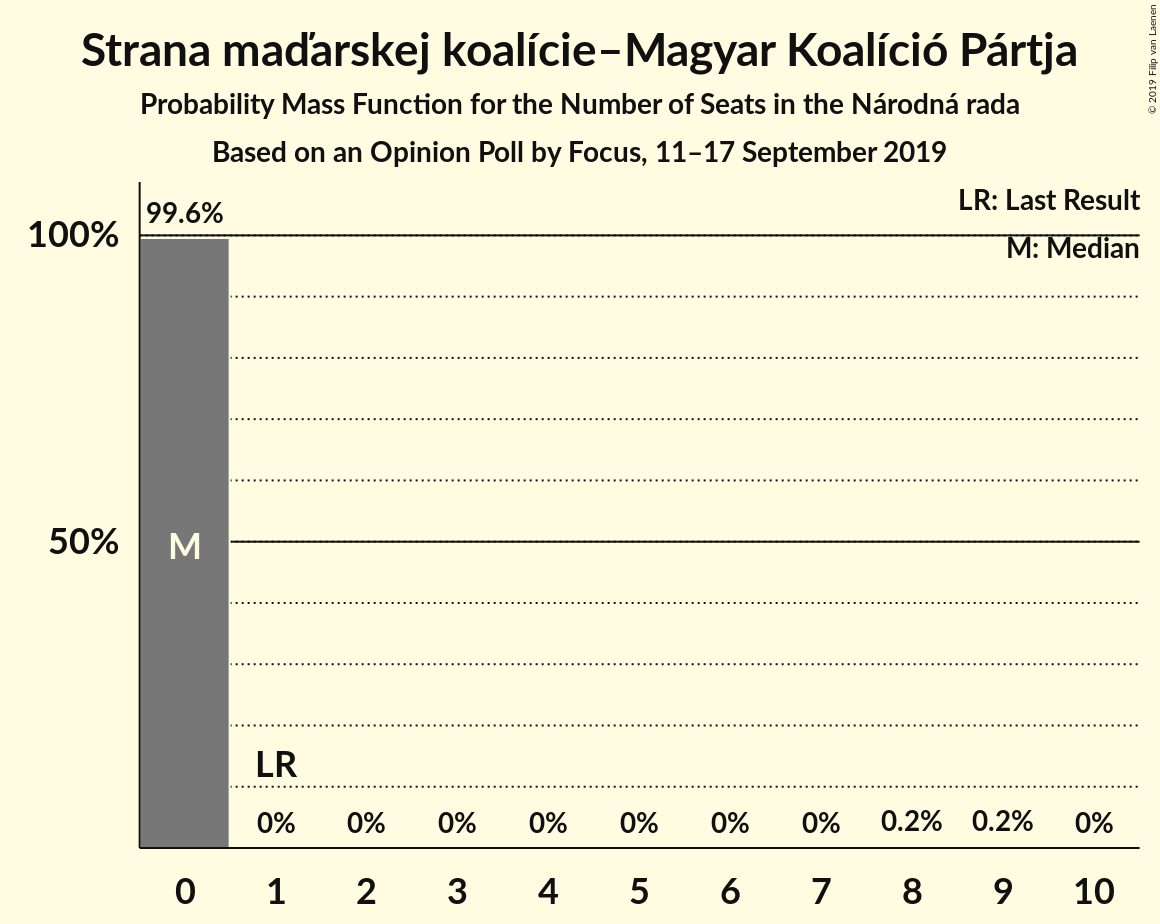 Strana maďarskej koalície–Magyar Koalíció Pártja
Probability Mass Function for the Number of Seats in the Národná rada
Based on an Opinion Poll by Focus, 11–17 September 2019
© 2019 Filip van Laenen
LR: Last Result
M: Median
99.6%
100%
50%
M
LR
0% 0% 0% 0% 0% 0% 0% 0.2% 0.2% 0%
0 1 2 3 4 5 6 7 8 9 10